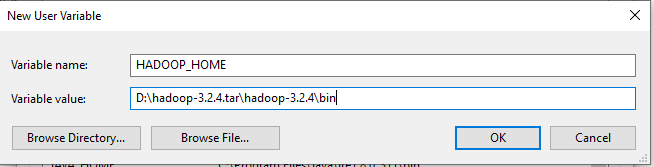 New User Variable
Variable name: HADOOP_HOME
Variable value: D:\hadoop-3.2.4.tar\hadoop-3.2.4\bin
Browse Directory... Browse File... OK Cancel